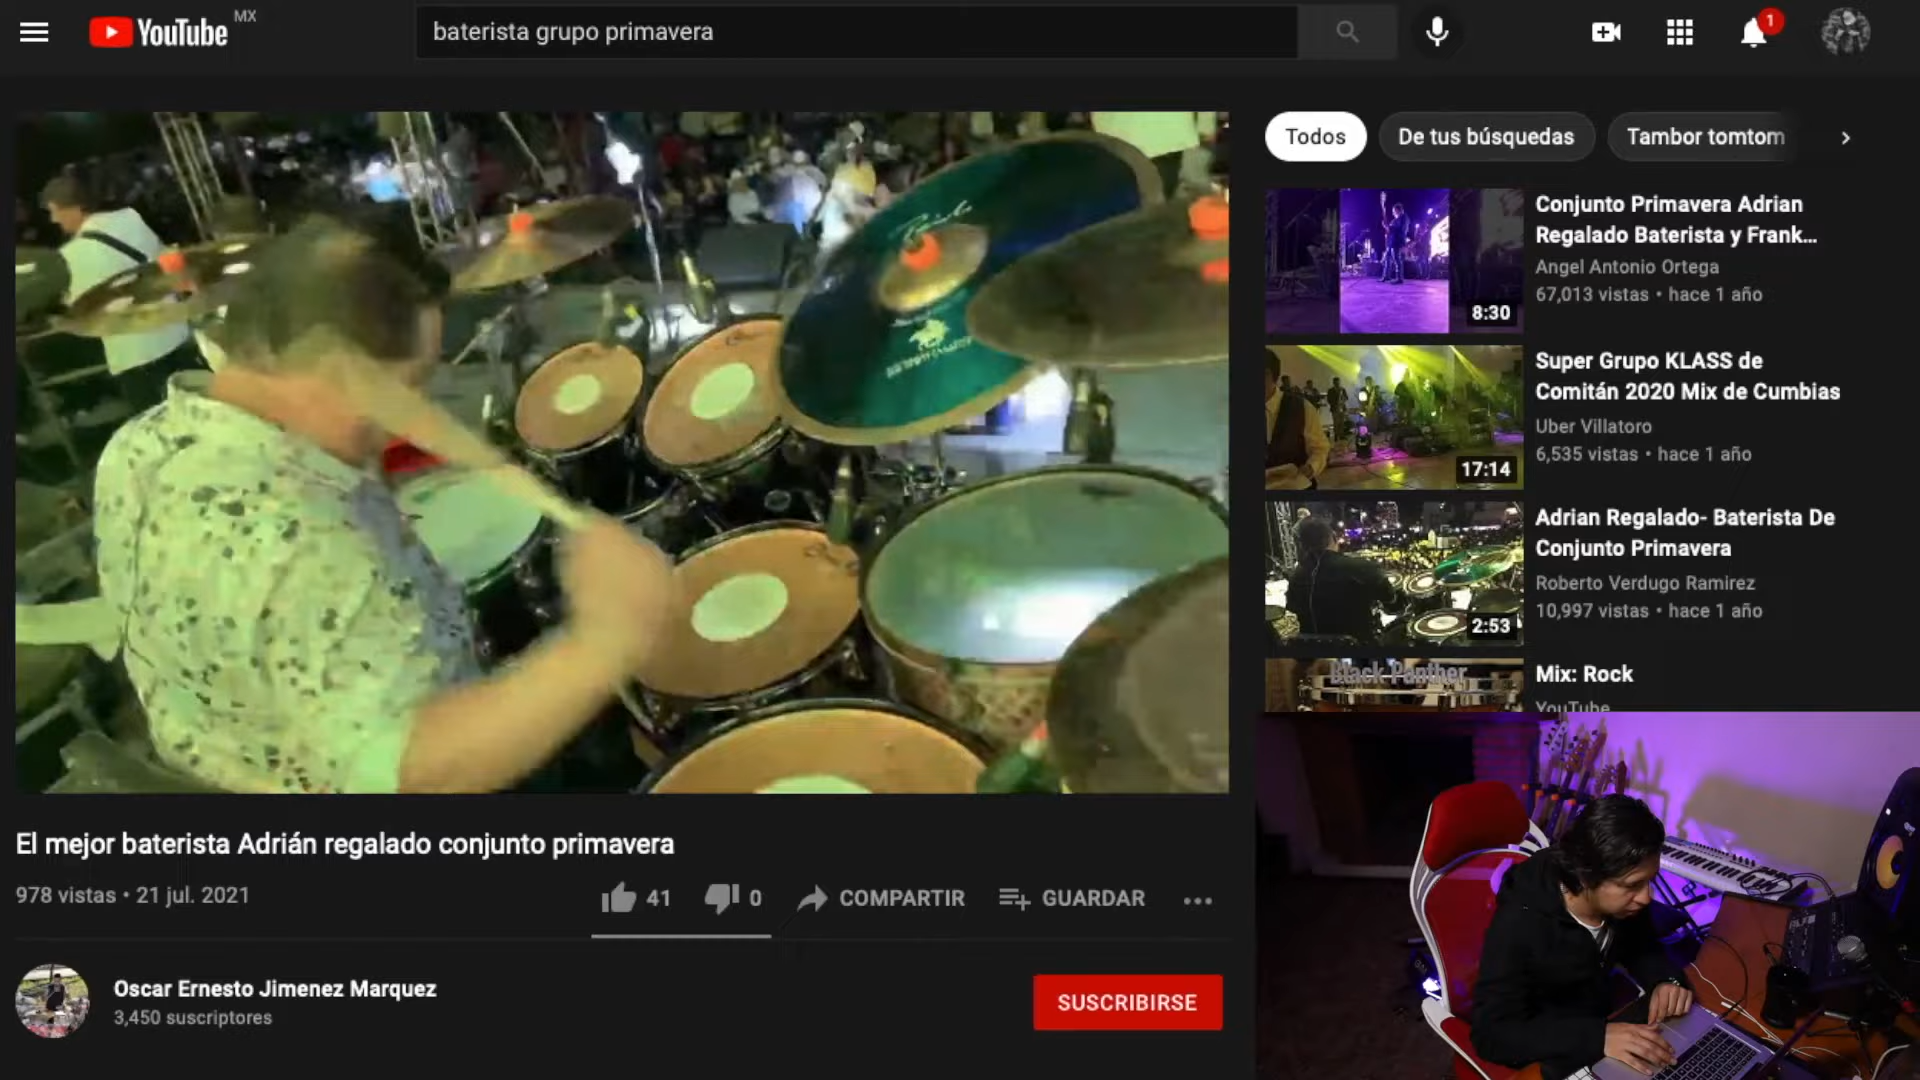 YouTube MX
baterista grupo primavera
1
Todos
De tus búsquedas
Tambor tomtom
Conjunto Primavera Adrian
Regalado Baterista y Frank...
Angel Antonio Ortega
67,013 vistas • hace 1 año
8:30
Super Grupo KLASS de
Comitán 2020 Mix de Cumbias
Uber Villatoro
6,535 vistas • hace 1 año
17:14
Adrian Regalado- Baterista De
Conjunto Primavera
Roberto Verdugo Ramirez
10,997 vistas • hace 1 año
2:53
Black Panther
Mix: Rock
YouTube
El mejor baterista Adrián regalado conjunto primavera
978 vistas • 21 jul. 2021
41
0
COMPARTIR
GUARDAR
Oscar Ernesto Jimenez Marquez
3,450 suscriptores
SUSCRIBIRSE